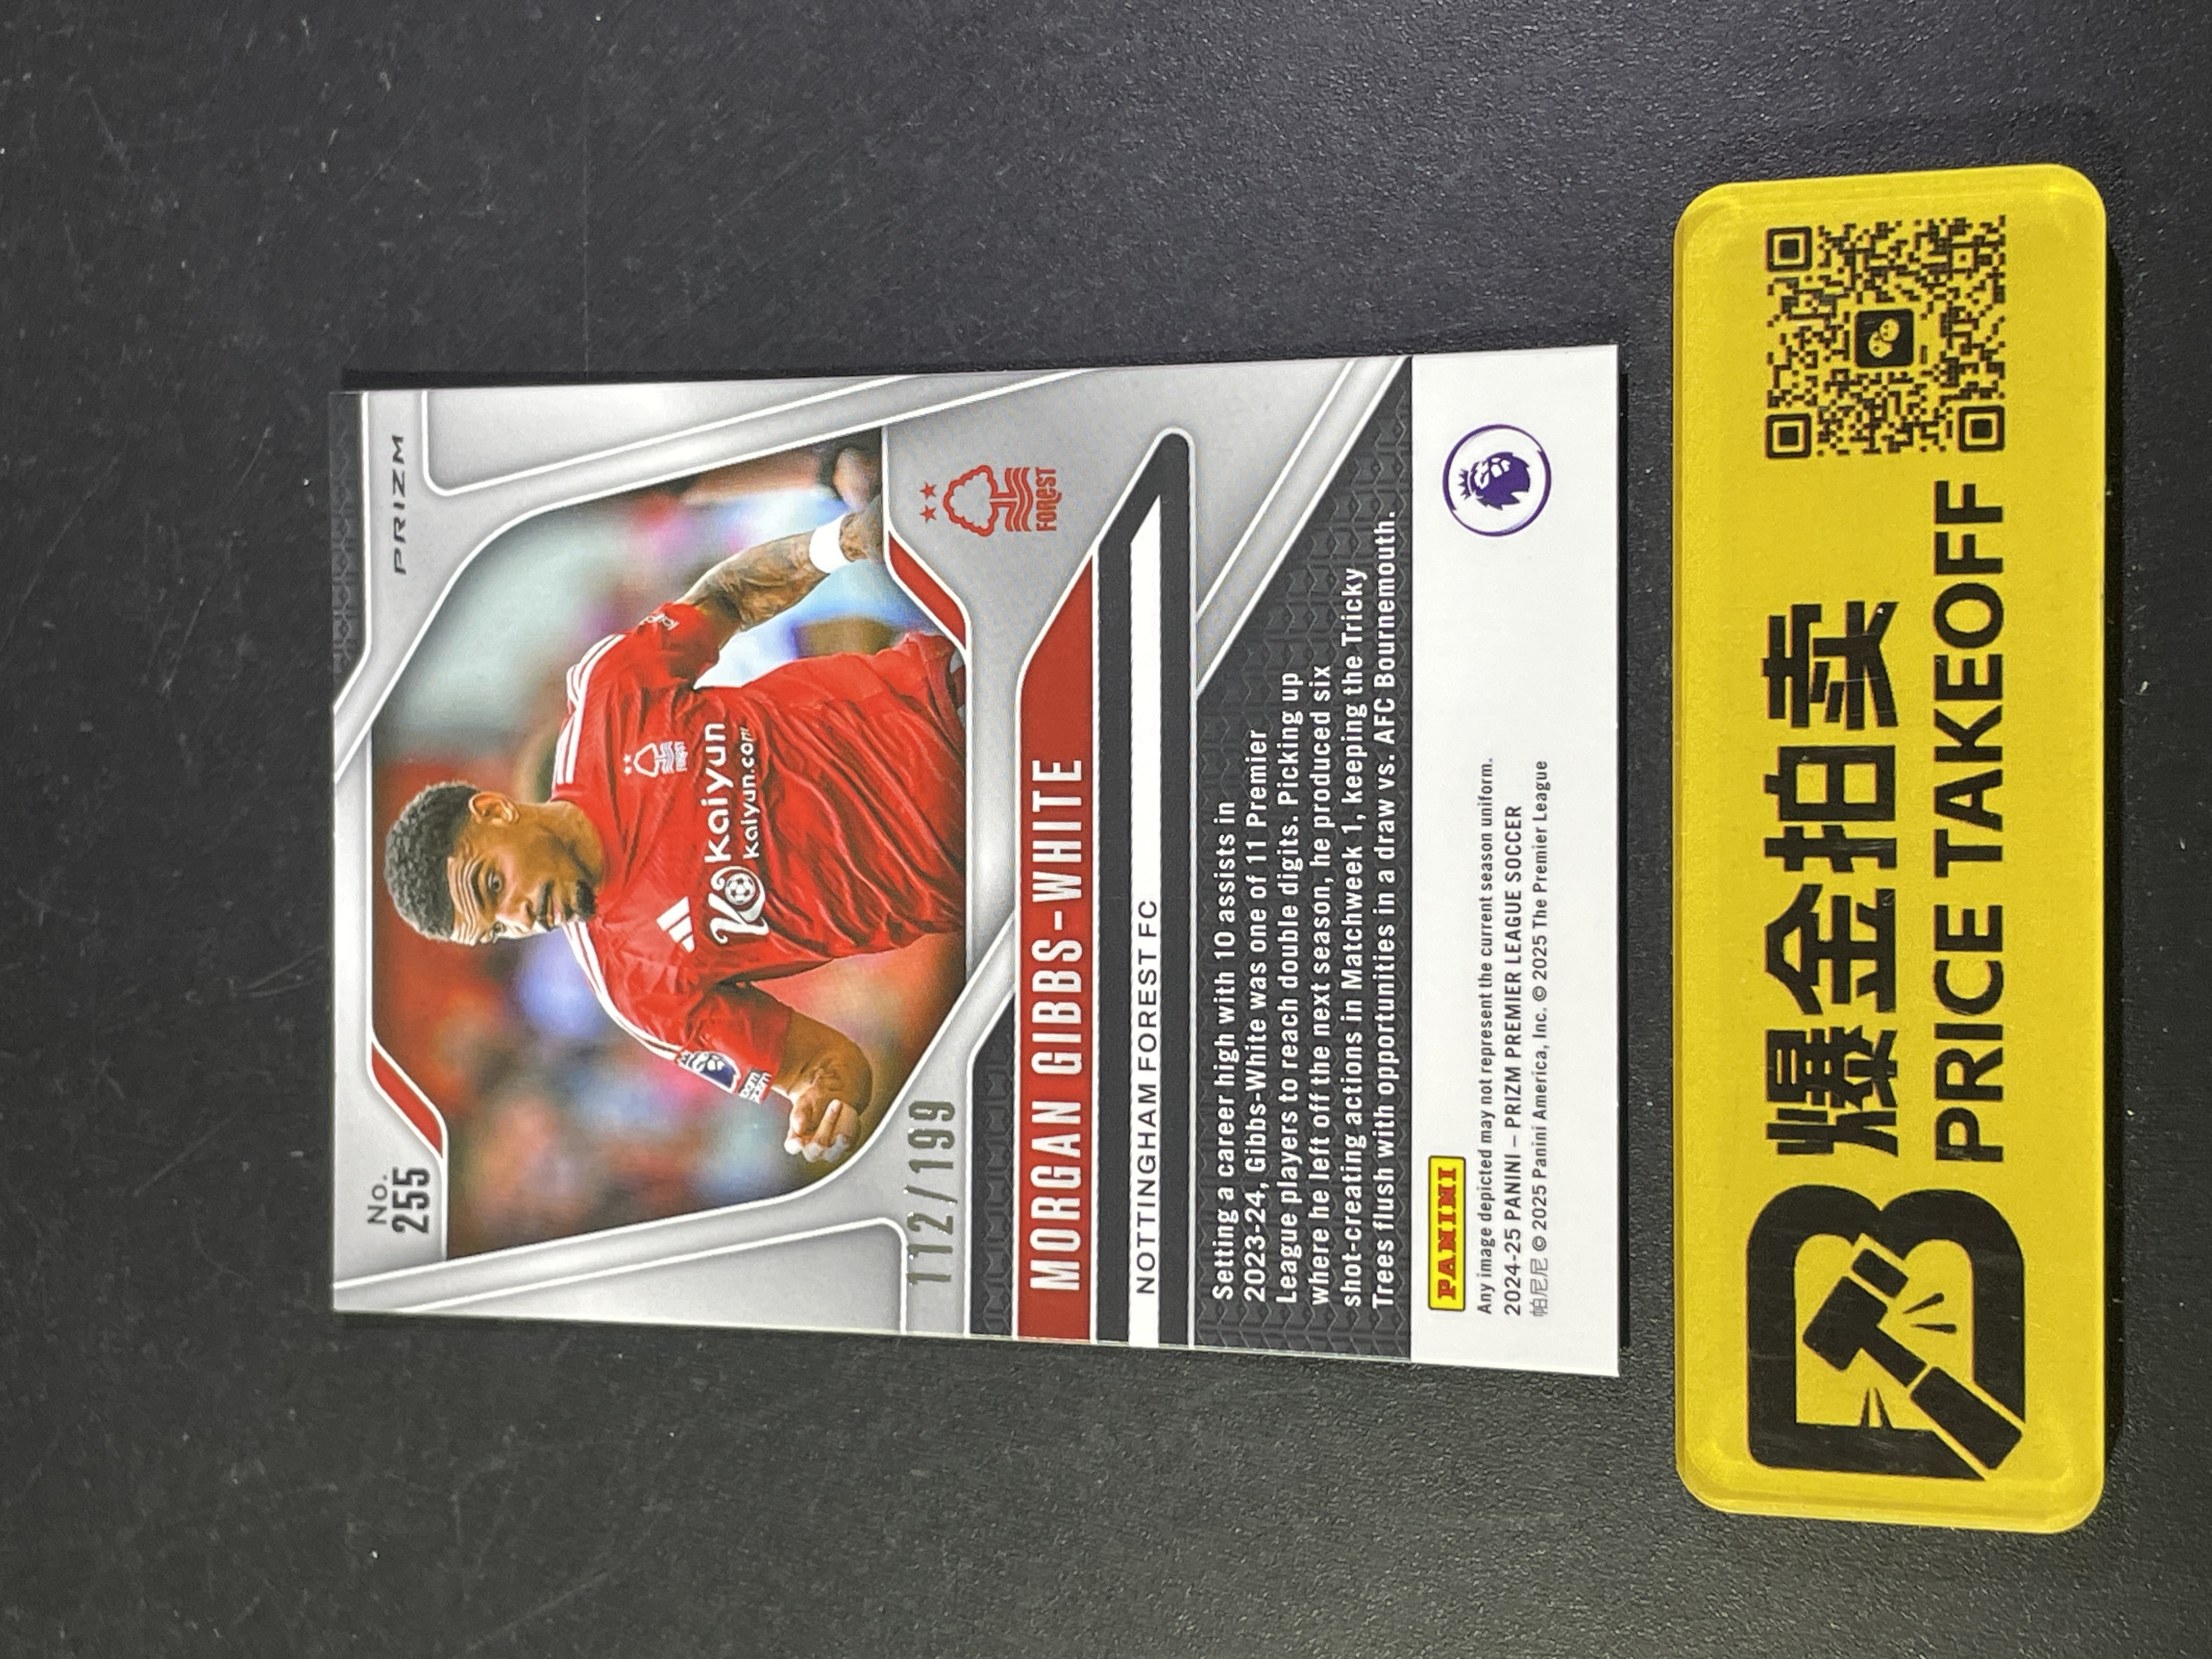 No.
255
PRIZM
FOREST
Kaiyun
kaiyun.com
112/199
FOREST
MORGAN GIBBS-WHITE
NOTTINGHAM FOREST FC
Setting a career high with 10 assists in
2023-24, Gibbs-White was one of 11 Premier
League players to reach double digits. Picking up
where he left off the next season, he produced six
shot-creating actions in Matchweek 1, keeping the Tricky
Trees flush with opportunities in a draw vs. AFC Bournemouth.
PANINI
Any image depicted may not represent the current season uniform.
2024-25 PANINI – PRIZM PREMIER LEAGUE SOCCER
帕尼尼 © 2025 Panini America, Inc. © 2025 The Premier League
爆金拍卖
PRICE TAKEOFF